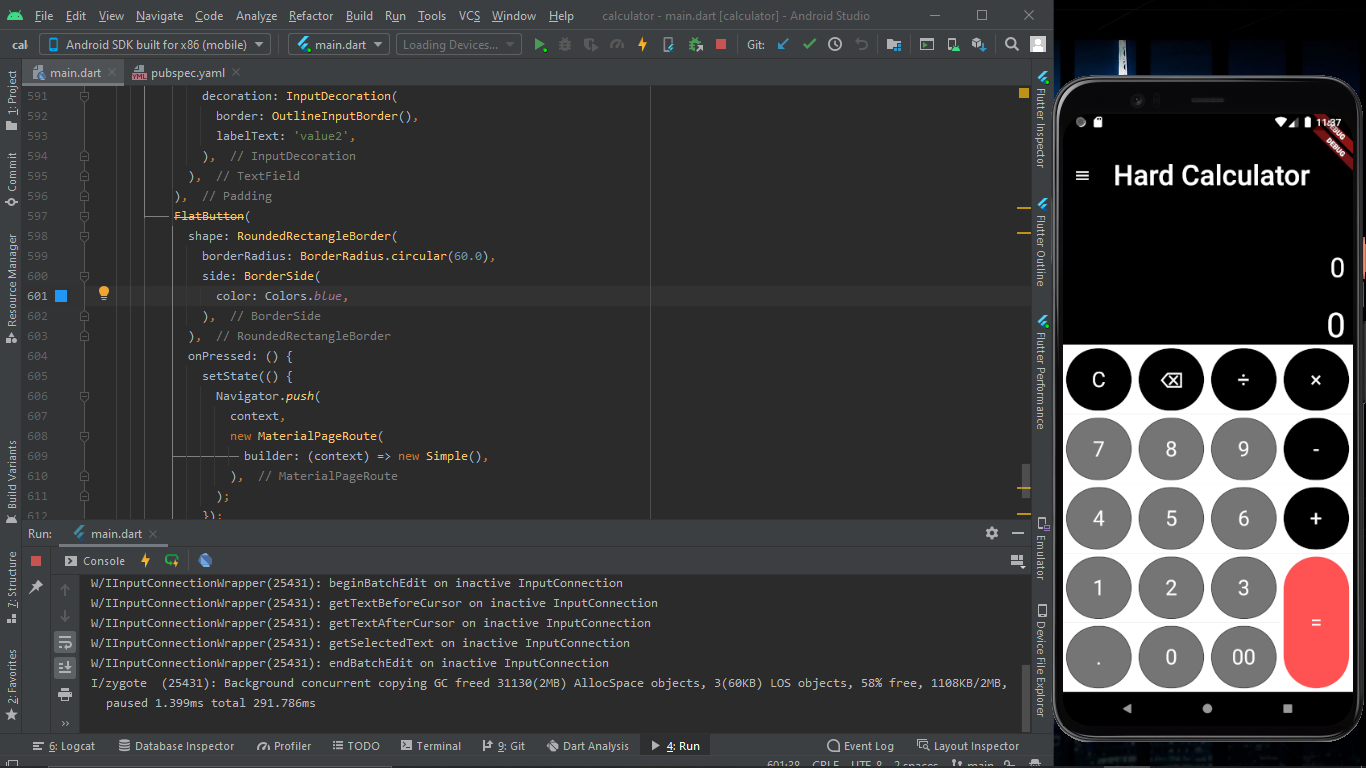 File Edit View Navigate Code Analyze Refactor Build Run Tools VCS Window Help calculator - main.dart [calculator] - Android Studio
cal Android SDK built for x86 (mobile) main.dart Loading Devices... Git:
main.dart pubspec.yaml
591 decoration: InputDecoration(
592 border: OutlineInputBorder(),
593 labelText: 'value2',
594 ), // InputDecoration
595 ), // TextField
596 ), // Padding
597 FlatButton(
598 shape: RoundedRectangleBorder(
599 borderRadius: BorderRadius.circular(60.0),
600 side: BorderSide(
601 color: Colors.blue,
602 ), // BorderSide
603 ), // RoundedRectangleBorder
604 onPressed: () {
605 setState(() {
606 Navigator.push(
607 context,
608 new MaterialPageRoute(
609 builder: (context) => new Simple(),
610 ), // MaterialPageRoute
611 );
612 });
1: Project
Commit
Resource Manager
Build Variants
7: Structure
2: Favorites
Flutter Inspector
Flutter Outline
Flutter Performance
Emulator
Device File Explorer
Run: main.dart
Console
W/IInputConnectionWrapper(25431): beginBatchEdit on inactive InputConnection
W/IInputConnectionWrapper(25431): getTextBeforeCursor on inactive InputConnection
W/IInputConnectionWrapper(25431): getTextAfterCursor on inactive InputConnection
W/IInputConnectionWrapper(25431): getSelectedText on inactive InputConnection
W/IInputConnectionWrapper(25431): endBatchEdit on inactive InputConnection
I/zygote (25431): Background concurrent copying GC freed 31130(2MB) AllocSpace objects, 3(60KB) LOS objects, 58% free, 1108KB/2MB,
paused 1.399ms total 291.786ms
6: Logcat Database Inspector Profiler TODO Terminal 9: Git Dart Analysis 4: Run Event Log Layout Inspector
601:38 CRLF UTF-8 2 spaces main
11:37
DEBUG
DEBUG
Hard Calculator
0
0
C ÷ ×
7 8 9 -
4 5 6 +
1 2 3
=
. 0 00